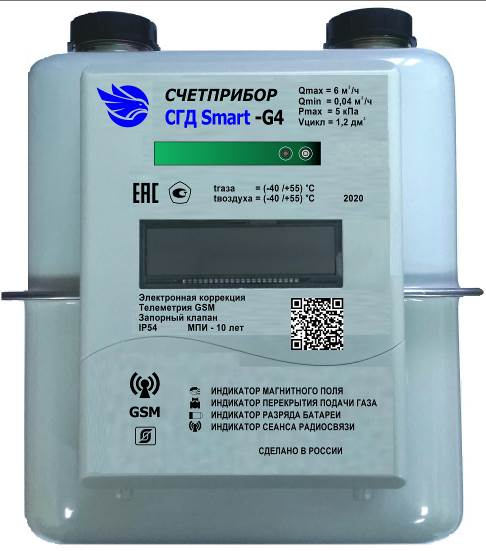 СЧЕТПРИБОР
СГД Smart -G4
Qmax = 6 м³/ч
Qmin = 0,04 м³/ч
Pmax = 5 кПа
Vцикл = 1,2 дм³
ЕАС
tгаза = (-40 /+55) °С
tвоздуха = (-40 /+55) °С 2020
Электронная коррекция
Телеметрия GSM
Запорный клапан
IP54 МПИ - 10 лет
GSM
ИНДИКАТОР МАГНИТНОГО ПОЛЯ
ИНДИКАТОР ПЕРЕКРЫТИЯ ПОДАЧИ ГАЗА
ИНДИКАТОР РАЗРЯДА БАТАРЕИ
ИНДИКАТОР СЕАНСА РАДИОСВЯЗИ
СДЕЛАНО В РОССИИ